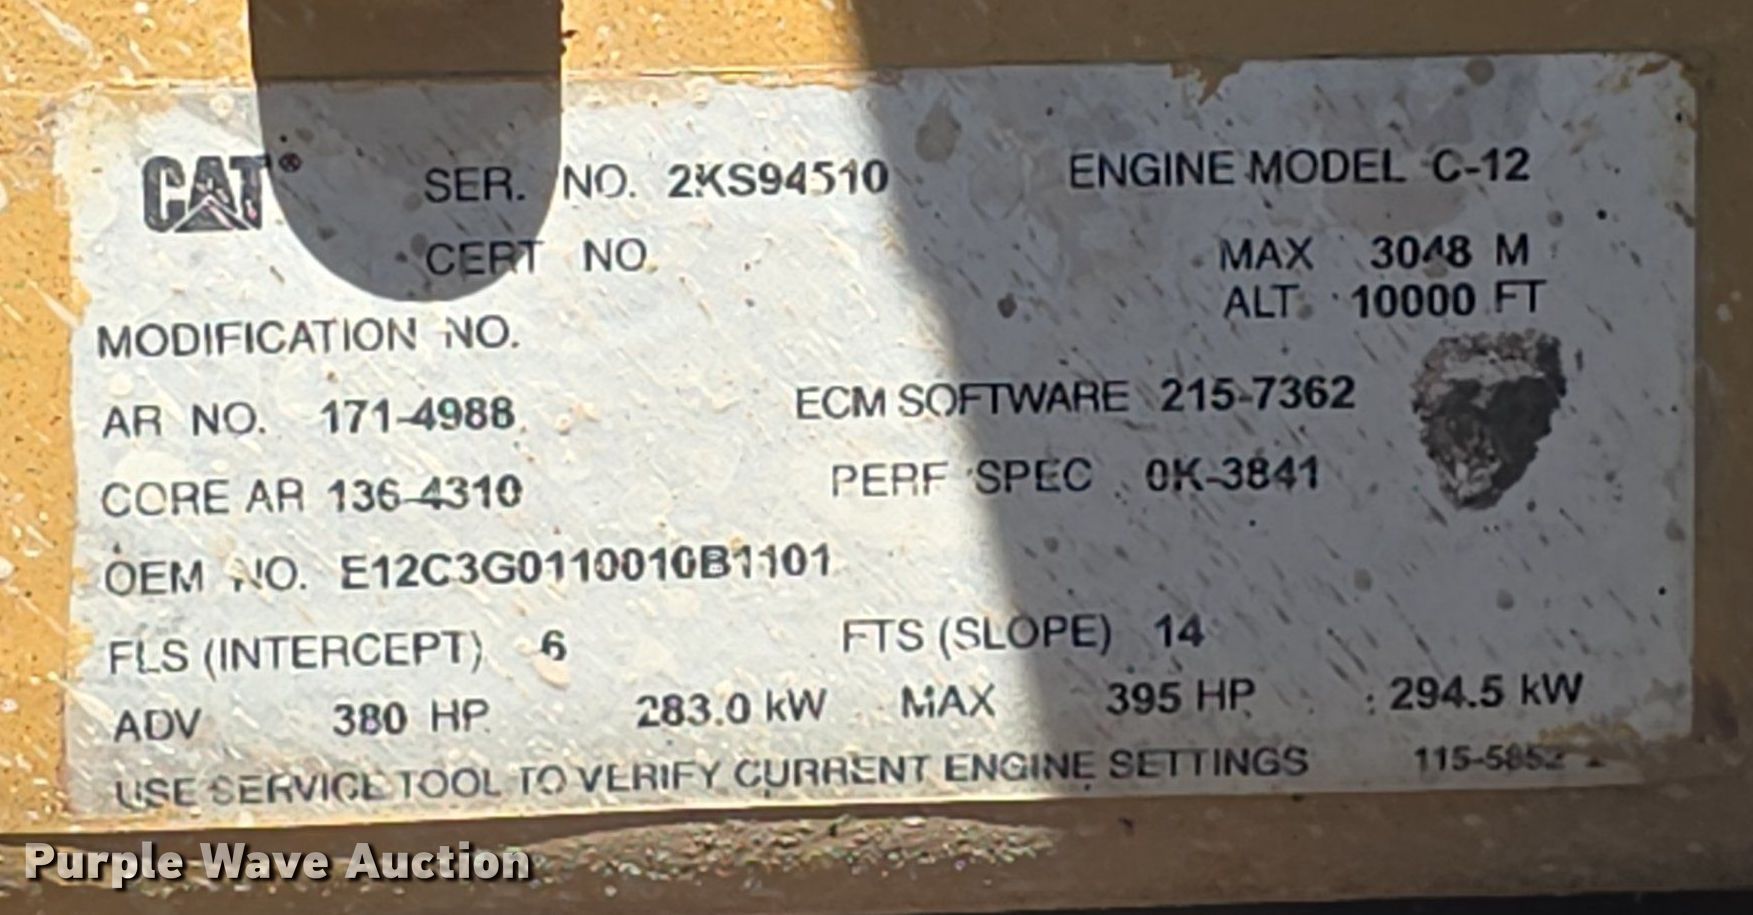 CAT® SER. NO. 2KS94510 ENGINE MODEL C-12
CERT NO. MAX 3048 M
ALT 10000 FT
MODIFICATION NO.
AR NO. 171-4988 ECM SOFTWARE 215-7362
CORE AR 136-4310 PERF SPEC 0K-3841
OEM NO. E12C3G0110010B1101
FLS (INTERCEPT) 6 FTS (SLOPE) 14
ADV 380 HP 283.0 kW MAX 395 HP 294.5 kW
USE SERVICE TOOL TO VERIFY CURRENT ENGINE SETTINGS 115-5852
Purple Wave Auction